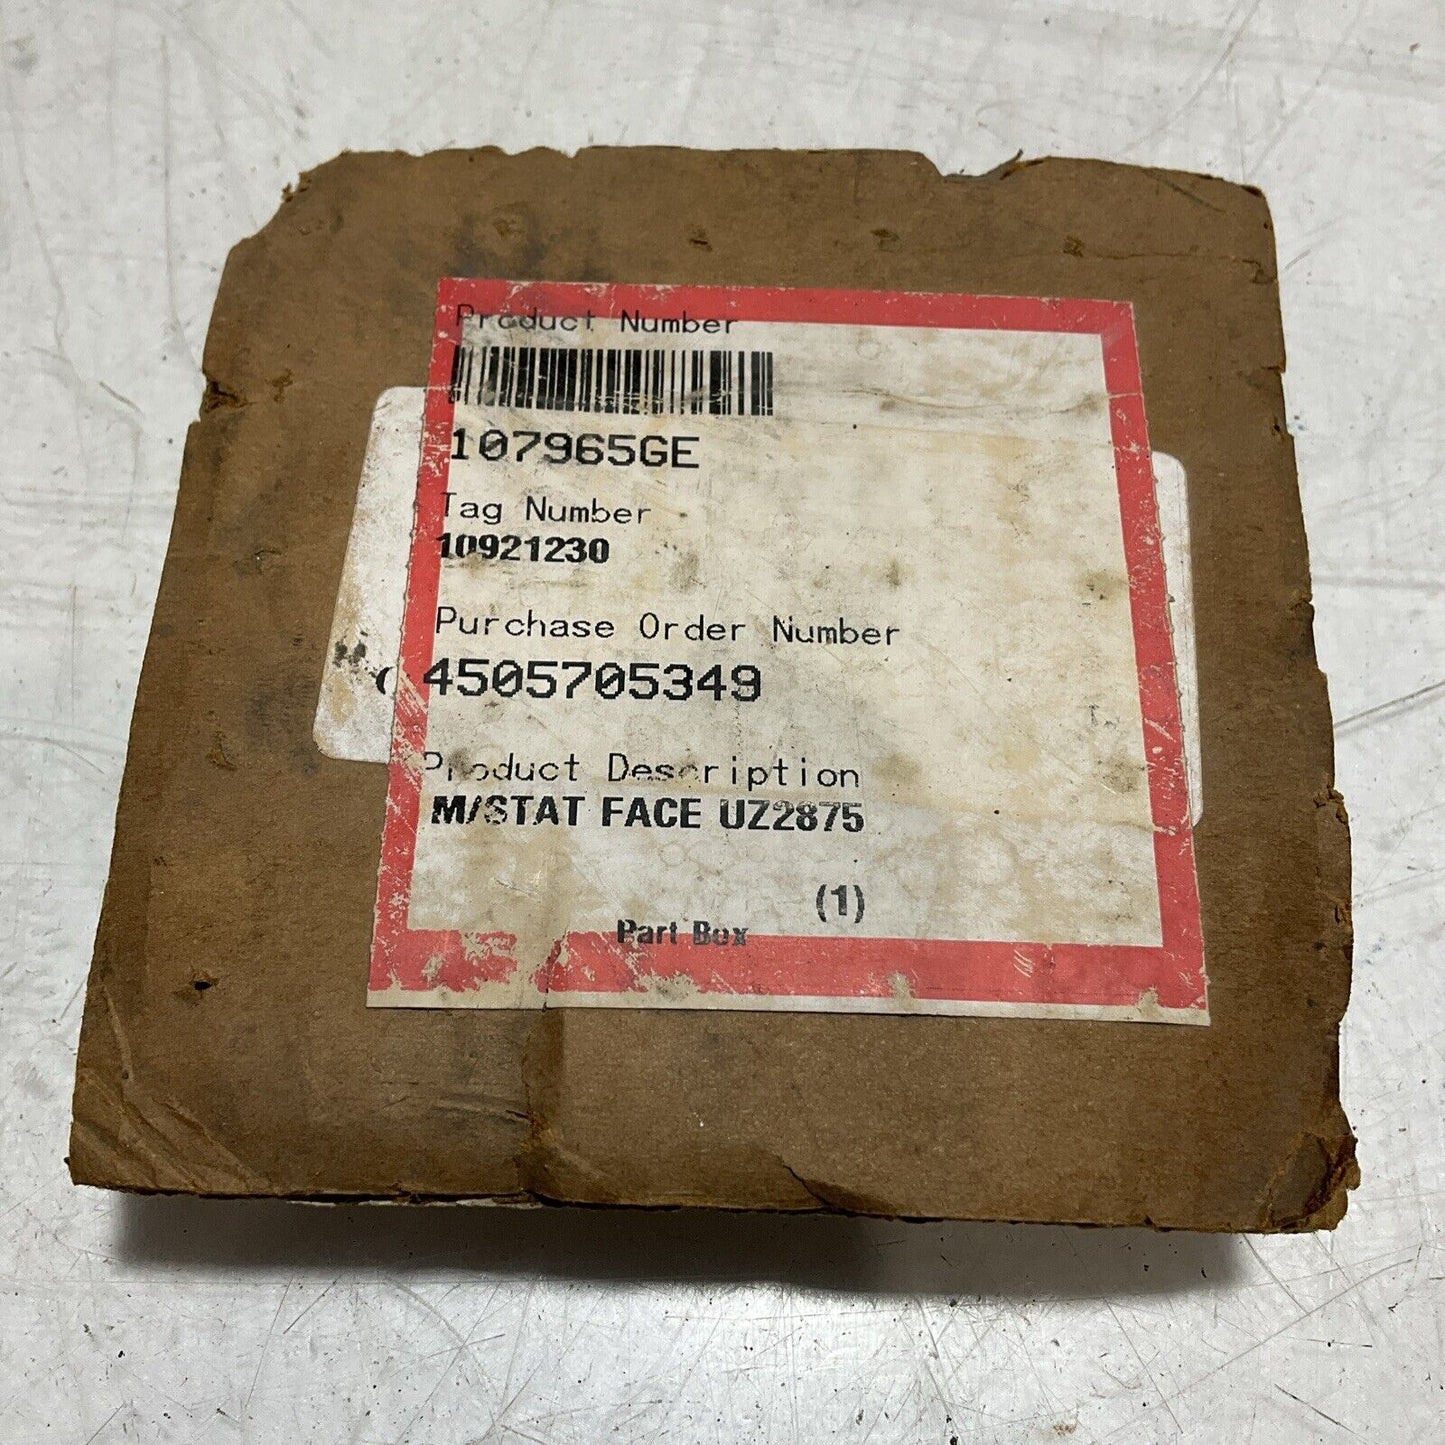 Product Number
107965GE
Tag Number
10921230
Purchase Order Number
4505705349
Product Description
M/STAT FACE UZ2875
(1)
Part Box